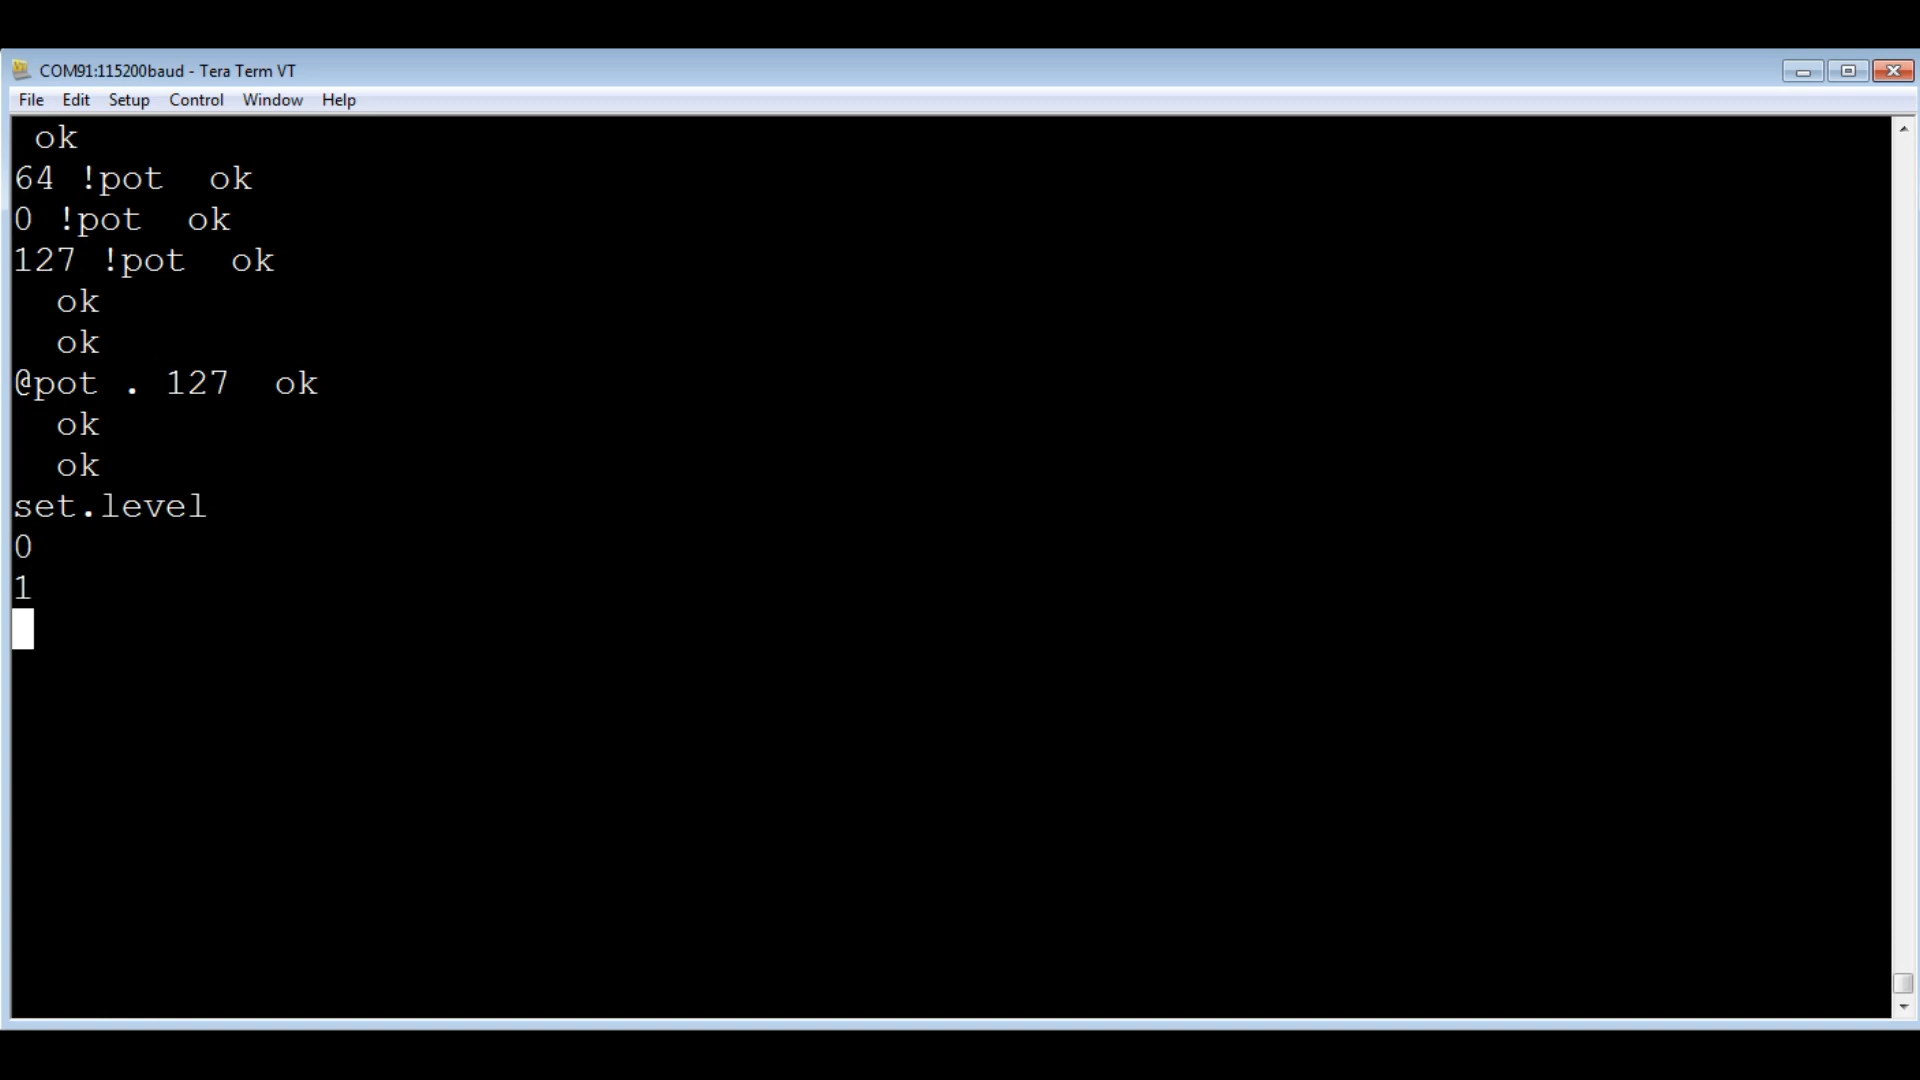 COM91:115200baud - Tera Term VT
File Edit Setup Control Window Help
ok
64 !pot  ok
0 !pot  ok
127 !pot  ok
ok
ok
@pot . 127  ok
ok
ok
set.level
0
1